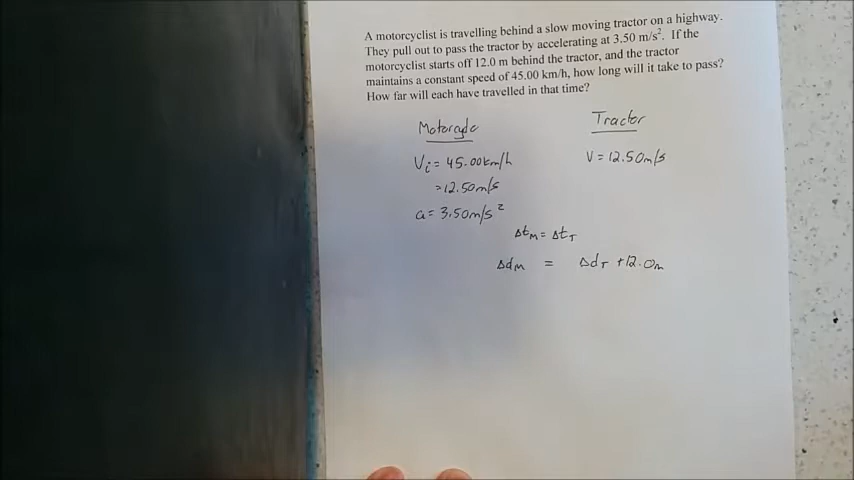 A motorcyclist is travelling behind a slow moving tractor on a highway.
They pull out to pass the tractor by accelerating at 3.50 m/s². If the
motorcyclist starts off 12.0 m behind the tractor, and the tractor
maintains a constant speed of 45.00 km/h, how long will it take to pass?
How far will each have travelled in that time?
Motorcycle
Tractor
Vi = 45.00km/h
V = 12.50m/s
=12.50m/s
a = 3.50m/s²
ΔtM = ΔtT
ΔdM = ΔdT +12.0m